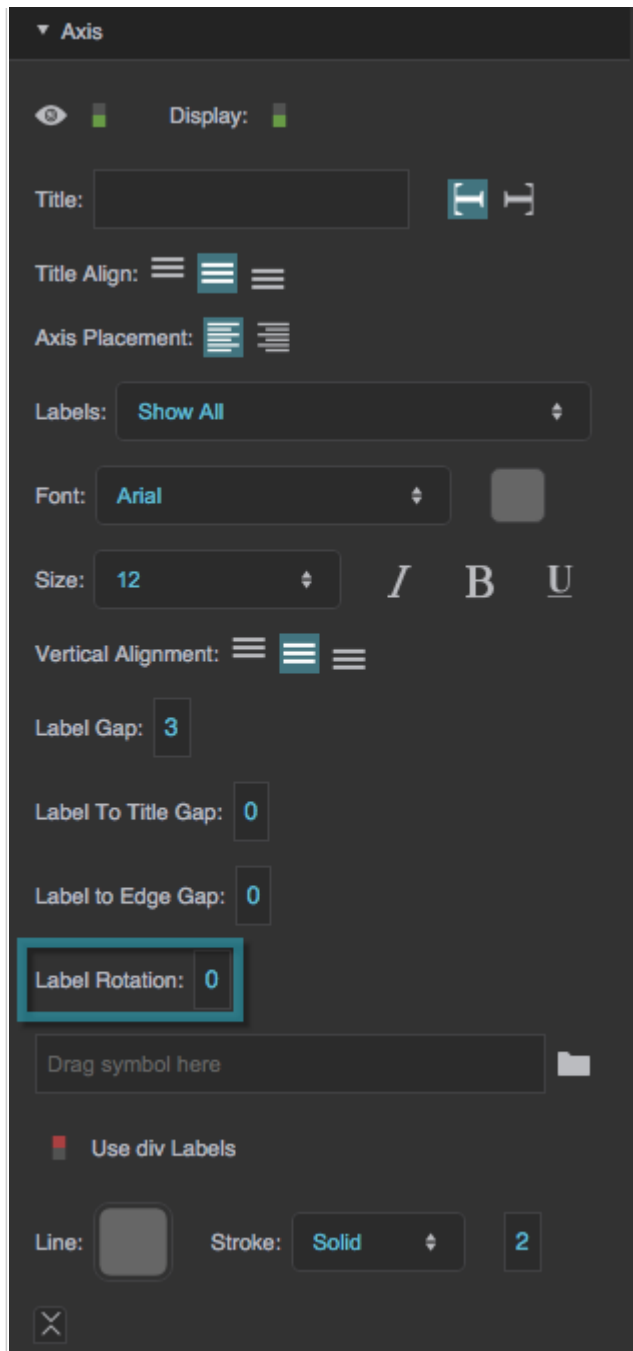 Axis
Display:
Title:
Title Align:
Axis Placement:
Labels: Show All
Font: Arial
Size: 12 I B U
Vertical Alignment:
Label Gap: 3
Label To Title Gap: 0
Label to Edge Gap: 0
Label Rotation: 0
Drag symbol here
Use div Labels
Line: Stroke: Solid 2